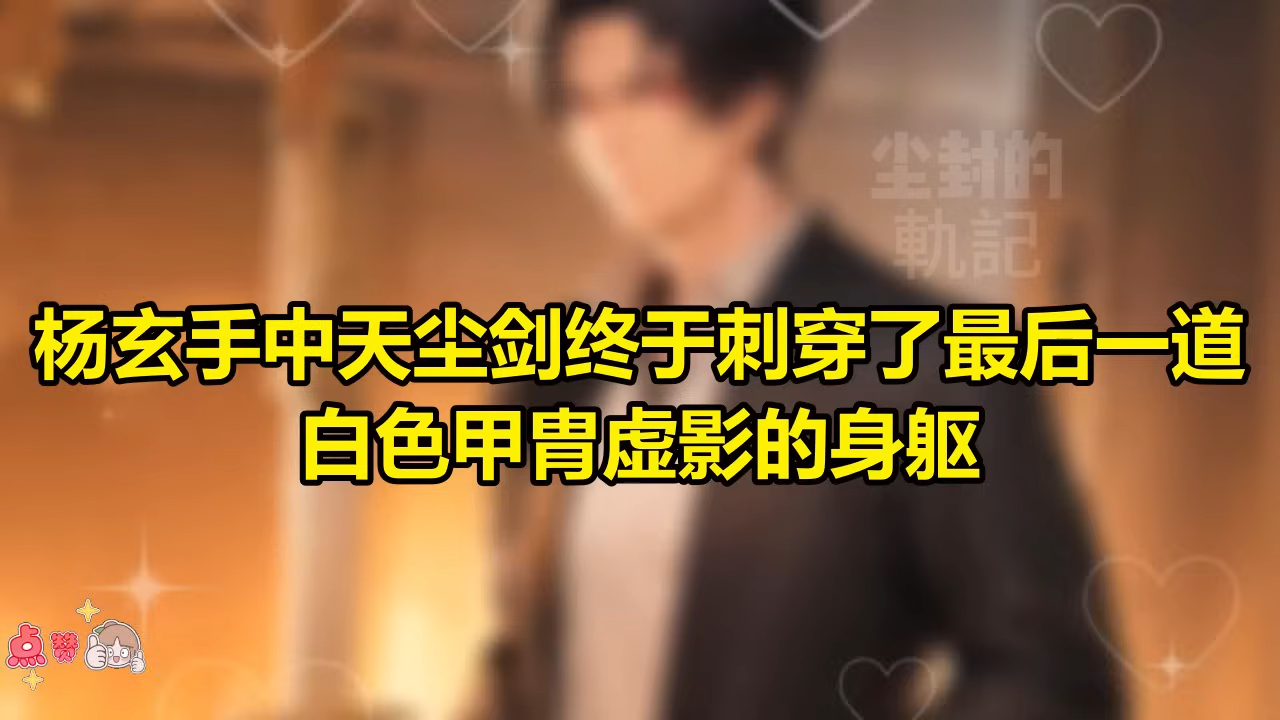 尘封的
軌記
杨玄手中天尘剑终于刺穿了最后一道
白色甲胄虚影的身躯
点赞